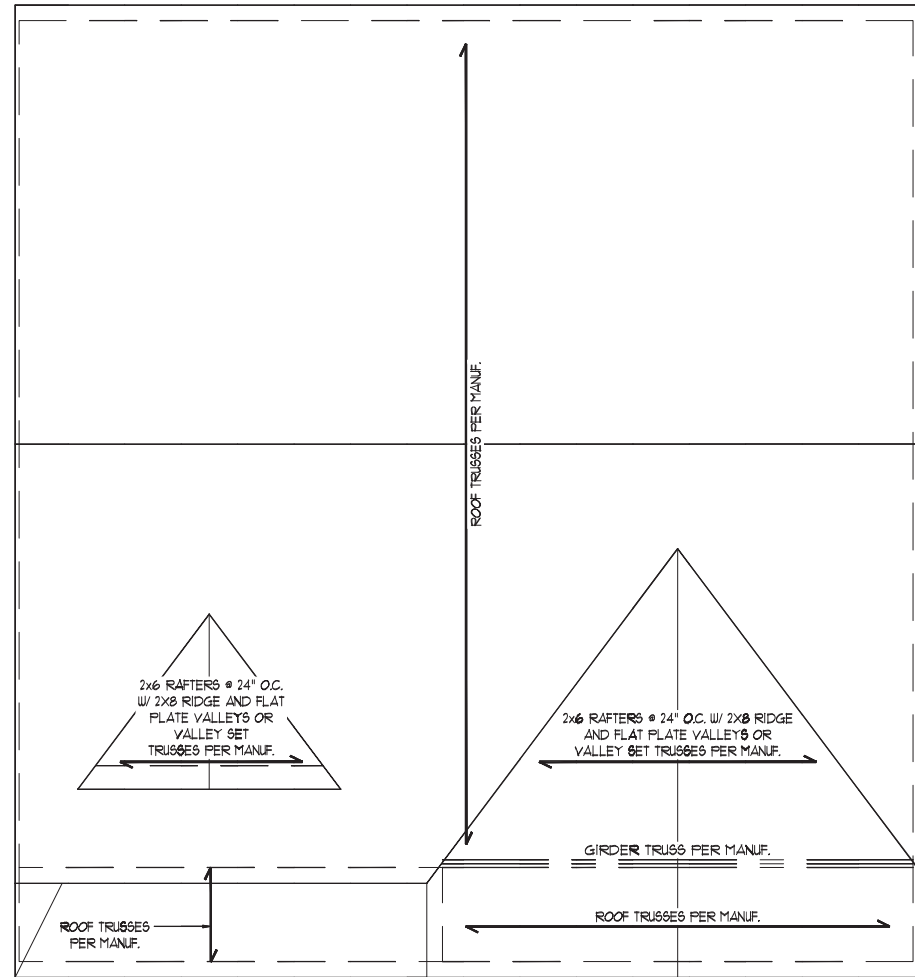 ROOF TRUSSES PER MANUF.
2x6 RAFTERS @ 24" O.C.
W/ 2X8 RIDGE AND FLAT
PLATE VALLEYS OR
VALLEY SET
TRUSSES PER MANUF.
2x6 RAFTERS @ 24" O.C. W/ 2X8 RIDGE
AND FLAT PLATE VALLEYS OR
VALLEY SET TRUSSES PER MANUF.
GIRDER TRUSS PER MANUF.
ROOF TRUSSES
PER MANUF.
ROOF TRUSSES PER MANUF.